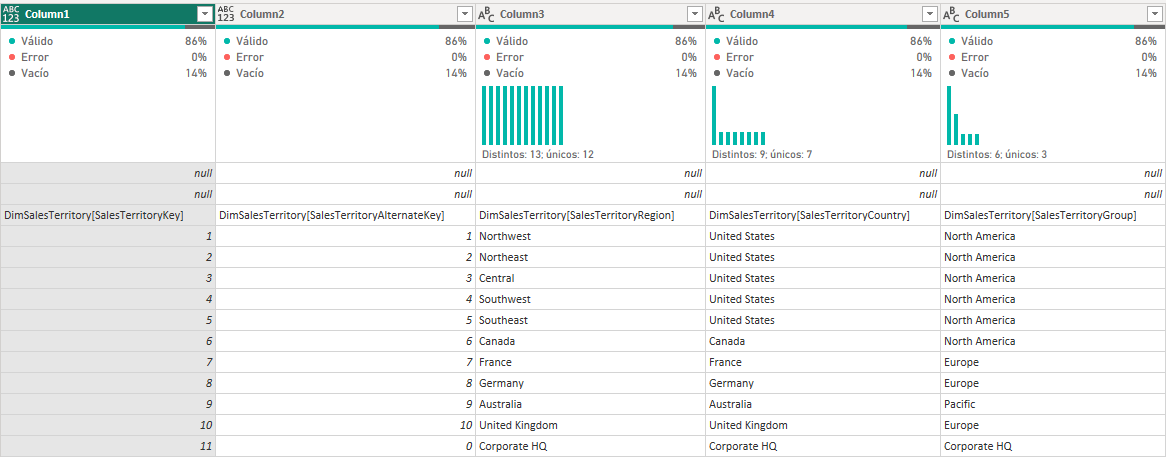 ABC 123 Column1 ABC 123 Column2 ABC Column3 ABC Column4 ABC Column5
Válido 86% Válido 86% Válido 86% Válido 86% Válido 86%
Error 0% Error 0% Error 0% Error 0% Error 0%
Vacío 14% Vacío 14% Vacío 14% Vacío 14% Vacío 14%
Distintos: 13; únicos: 12 Distintos: 9; únicos: 7 Distintos: 6; únicos: 3
null null null null null
null null null null null
DimSalesTerritory[SalesTerritoryKey] DimSalesTerritory[SalesTerritoryAlternateKey] DimSalesTerritory[SalesTerritoryRegion] DimSalesTerritory[SalesTerritoryCountry] DimSalesTerritory[SalesTerritoryGroup]
1 1 Northwest United States North America
2 2 Northeast United States North America
3 3 Central United States North America
4 4 Southwest United States North America
5 5 Southeast United States North America
6 6 Canada Canada North America
7 7 France France Europe
8 8 Germany Germany Europe
9 9 Australia Australia Pacific
10 10 United Kingdom United Kingdom Europe
11 0 Corporate HQ Corporate HQ Corporate HQ